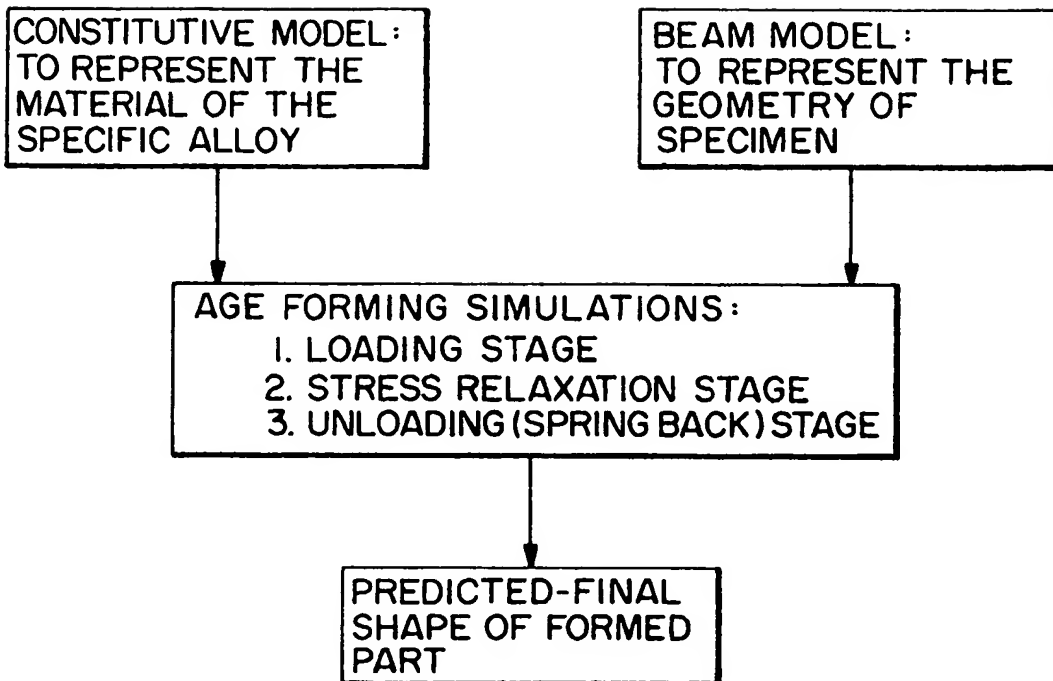 CONSTITUTIVE MODEL:
TO REPRESENT THE
MATERIAL OF THE
SPECIFIC ALLOY
BEAM MODEL:
TO REPRESENT THE
GEOMETRY OF
SPECIMEN
AGE FORMING SIMULATIONS:
1. LOADING STAGE
2. STRESS RELAXATION STAGE
3. UNLOADING (SPRING BACK) STAGE
PREDICTED-FINAL
SHAPE OF FORMED
PART